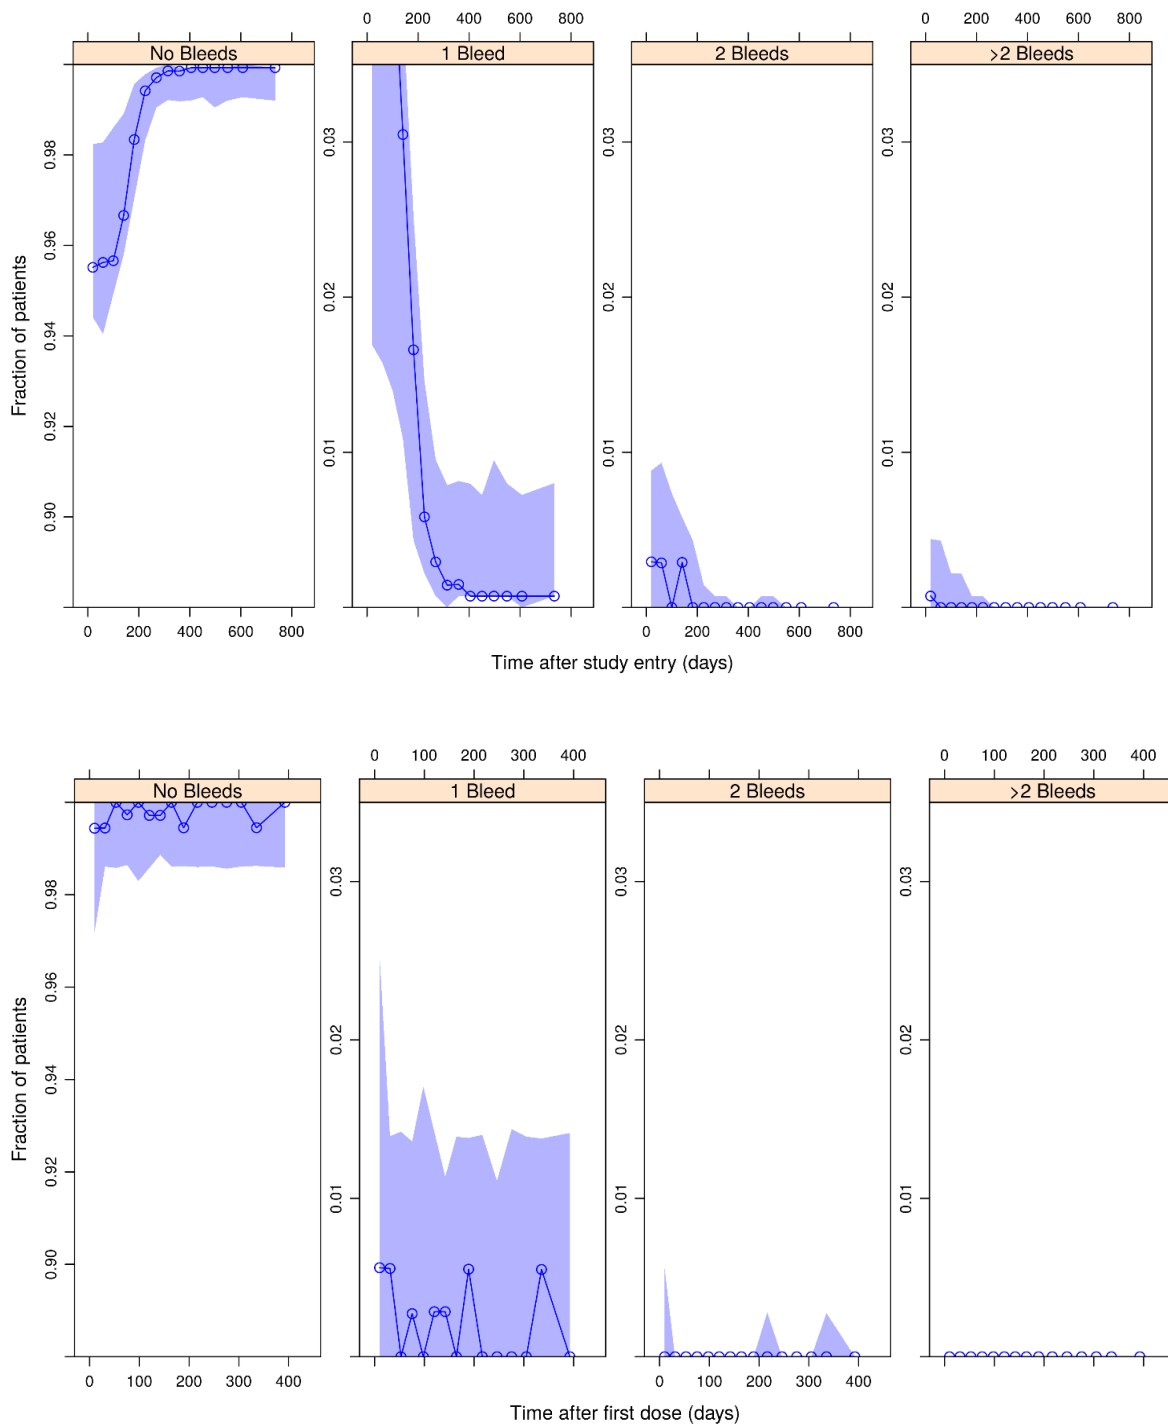 0 200 400 600 800 0 200 400 600 800
No Bleeds 1 Bleed 2 Bleeds >2 Bleeds
Fraction of patients
0.90 0.92 0.94 0.96 0.98
0.01 0.02 0.03
0.01 0.02 0.03
0.01 0.02 0.03
0 200 400 600 800 0 200 400 600 800
Time after study entry (days)
0 100 200 300 400 0 100 200 300 400
No Bleeds 1 Bleed 2 Bleeds >2 Bleeds
Fraction of patients
0.90 0.92 0.94 0.96 0.98
0.01 0.02 0.03
0.01 0.02 0.03
0.01 0.02 0.03
0 100 200 300 400 0 100 200 300 400
Time after first dose (days)